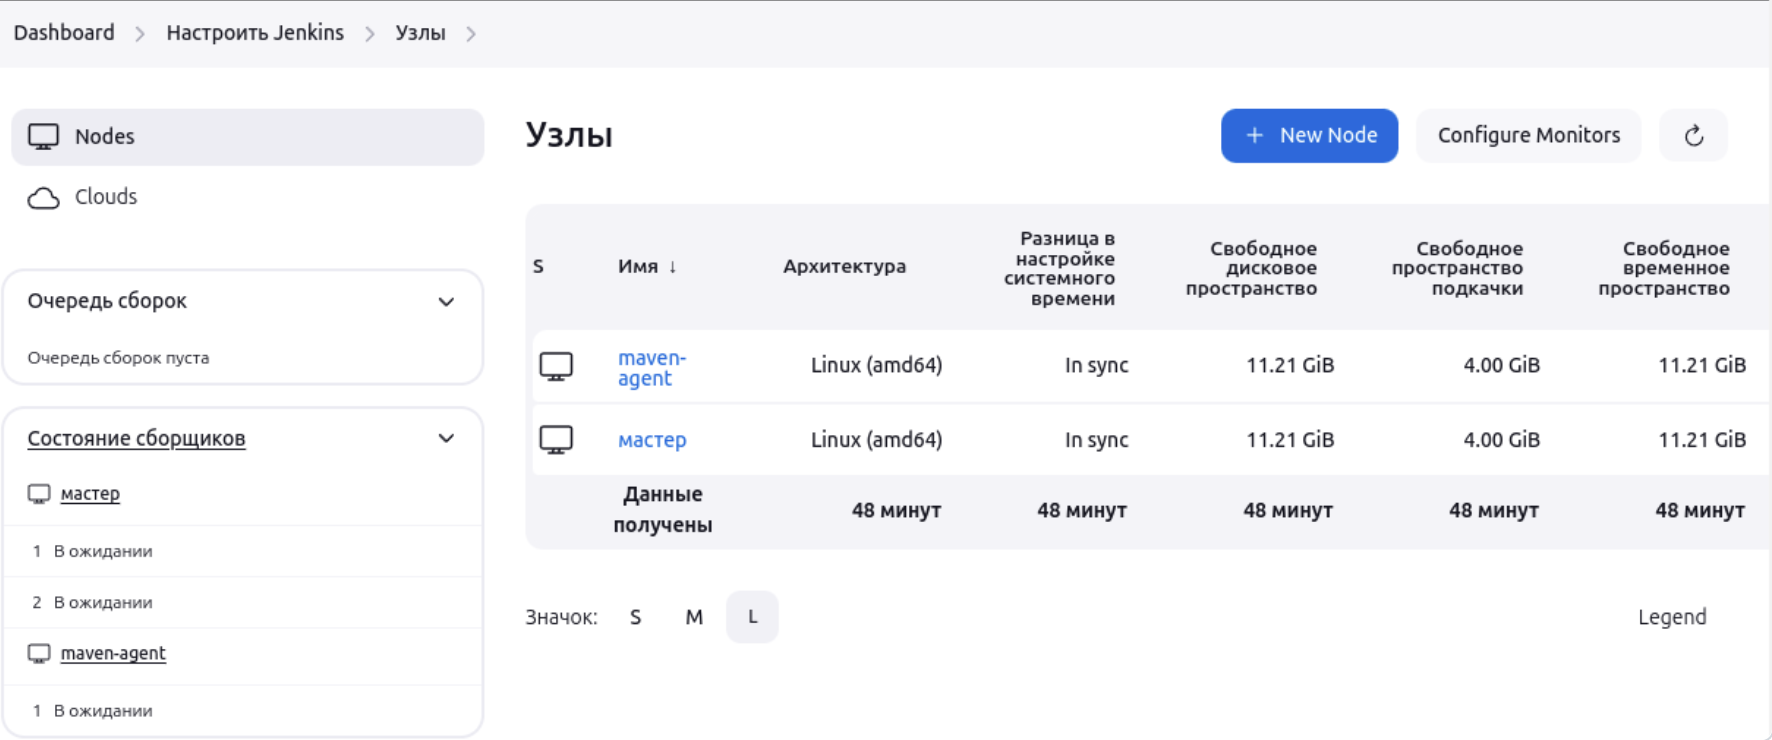 Dashboard > Настроить Jenkins > Узлы >
Nodes
Clouds
Очередь сборок
Очередь сборок пуста
Состояние сборщиков
мастер
1 В ожидании
2 В ожидании
maven-agent
1 В ожидании
Узлы
+ New Node
Configure Monitors
S
Имя ↓
Архитектура
Разница в
настройке
системного
времени
Свободное
дисковое
пространство
Свободное
пространство
подкачки
Свободное
временное
пространство
maven-
agent
Linux (amd64)
In sync
11.21 GiB
4.00 GiB
11.21 GiB
мастер
Linux (amd64)
In sync
11.21 GiB
4.00 GiB
11.21 GiB
Данные
получены
48 минут
48 минут
48 минут
48 минут
48 минут
Значок: S M L
Legend